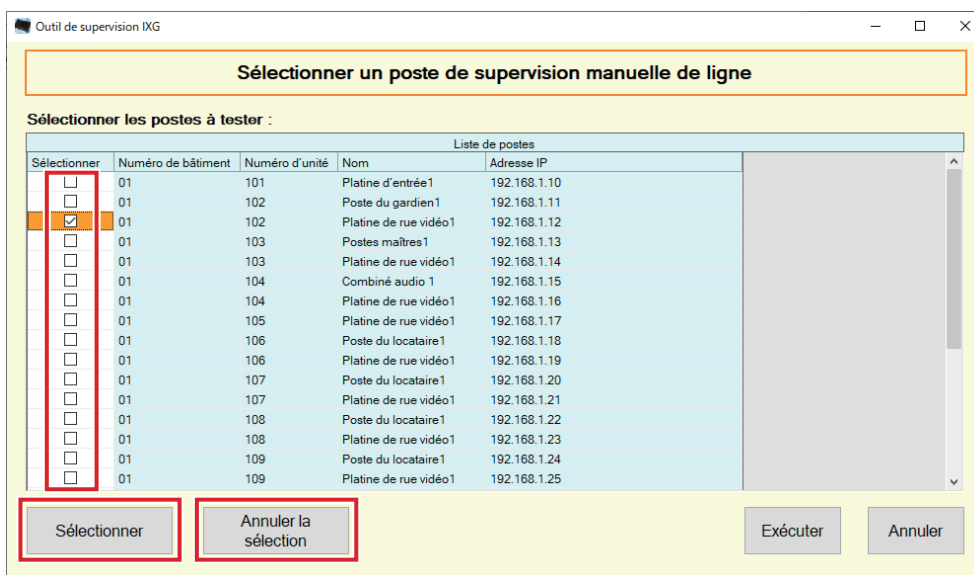 Outil de supervision IXG
Sélectionner un poste de supervision manuelle de ligne
Sélectionner les postes à tester :
Liste de postes
Sélectionner Numéro de bâtiment Numéro d'unité Nom Adresse IP
01 101 Platine d'entrée1 192.168.1.10
01 102 Poste du gardien1 192.168.1.11
01 102 Platine de rue vidéo1 192.168.1.12
01 103 Postes maîtres1 192.168.1.13
01 103 Platine de rue vidéo1 192.168.1.14
01 104 Combiné audio 1 192.168.1.15
01 104 Platine de rue vidéo1 192.168.1.16
01 105 Platine de rue vidéo1 192.168.1.17
01 106 Poste du locataire1 192.168.1.18
01 106 Platine de rue vidéo1 192.168.1.19
01 107 Poste du locataire1 192.168.1.20
01 107 Platine de rue vidéo1 192.168.1.21
01 108 Poste du locataire1 192.168.1.22
01 108 Platine de rue vidéo1 192.168.1.23
01 109 Poste du locataire1 192.168.1.24
01 109 Platine de rue vidéo1 192.168.1.25
Sélectionner
Annuler la
sélection
Exécuter
Annuler